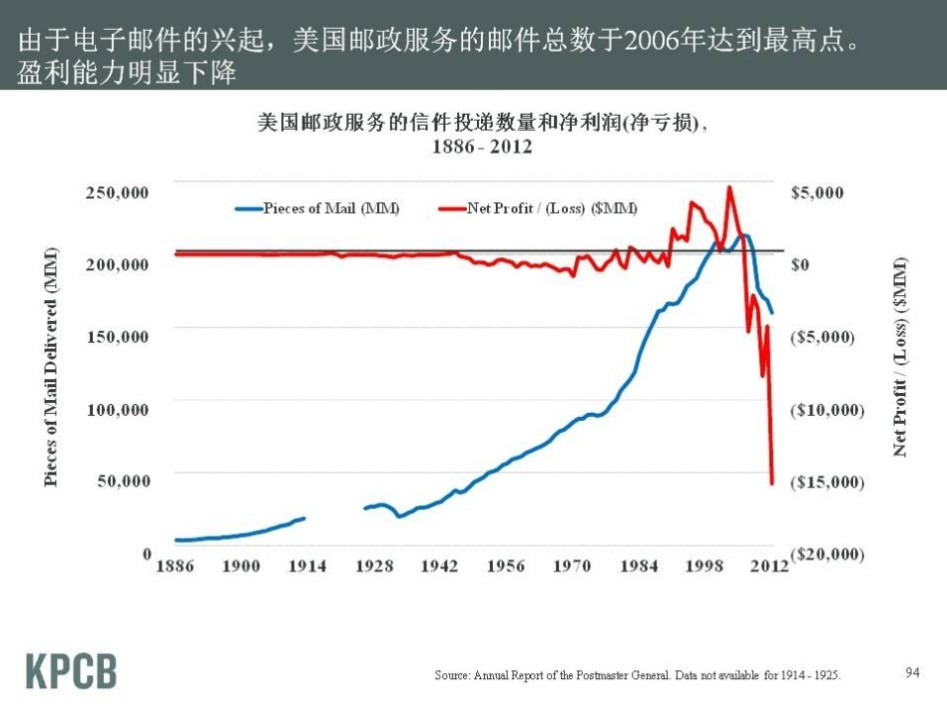 由于电子邮件的兴起，美国邮政服务的邮件总数于2006年达到最高点。
盈利能力明显下降
美国邮政服务的信件投递数量和净利润(净亏损),
1886 - 2012
Pieces of Mail (MM)
Net Profit / (Loss) ($MM)
Pieces of Mail Delivered (MM)
250,000
200,000
150,000
100,000
50,000
0
$5,000
$0
($5,000)
($10,000)
($15,000)
($20,000)
Net Profit / (Loss) ($MM)
1886 1900 1914 1928 1942 1956 1970 1984 1998 2012
KPCB
Source: Annual Report of the Postmaster General. Data not available for 1914 - 1925.
94